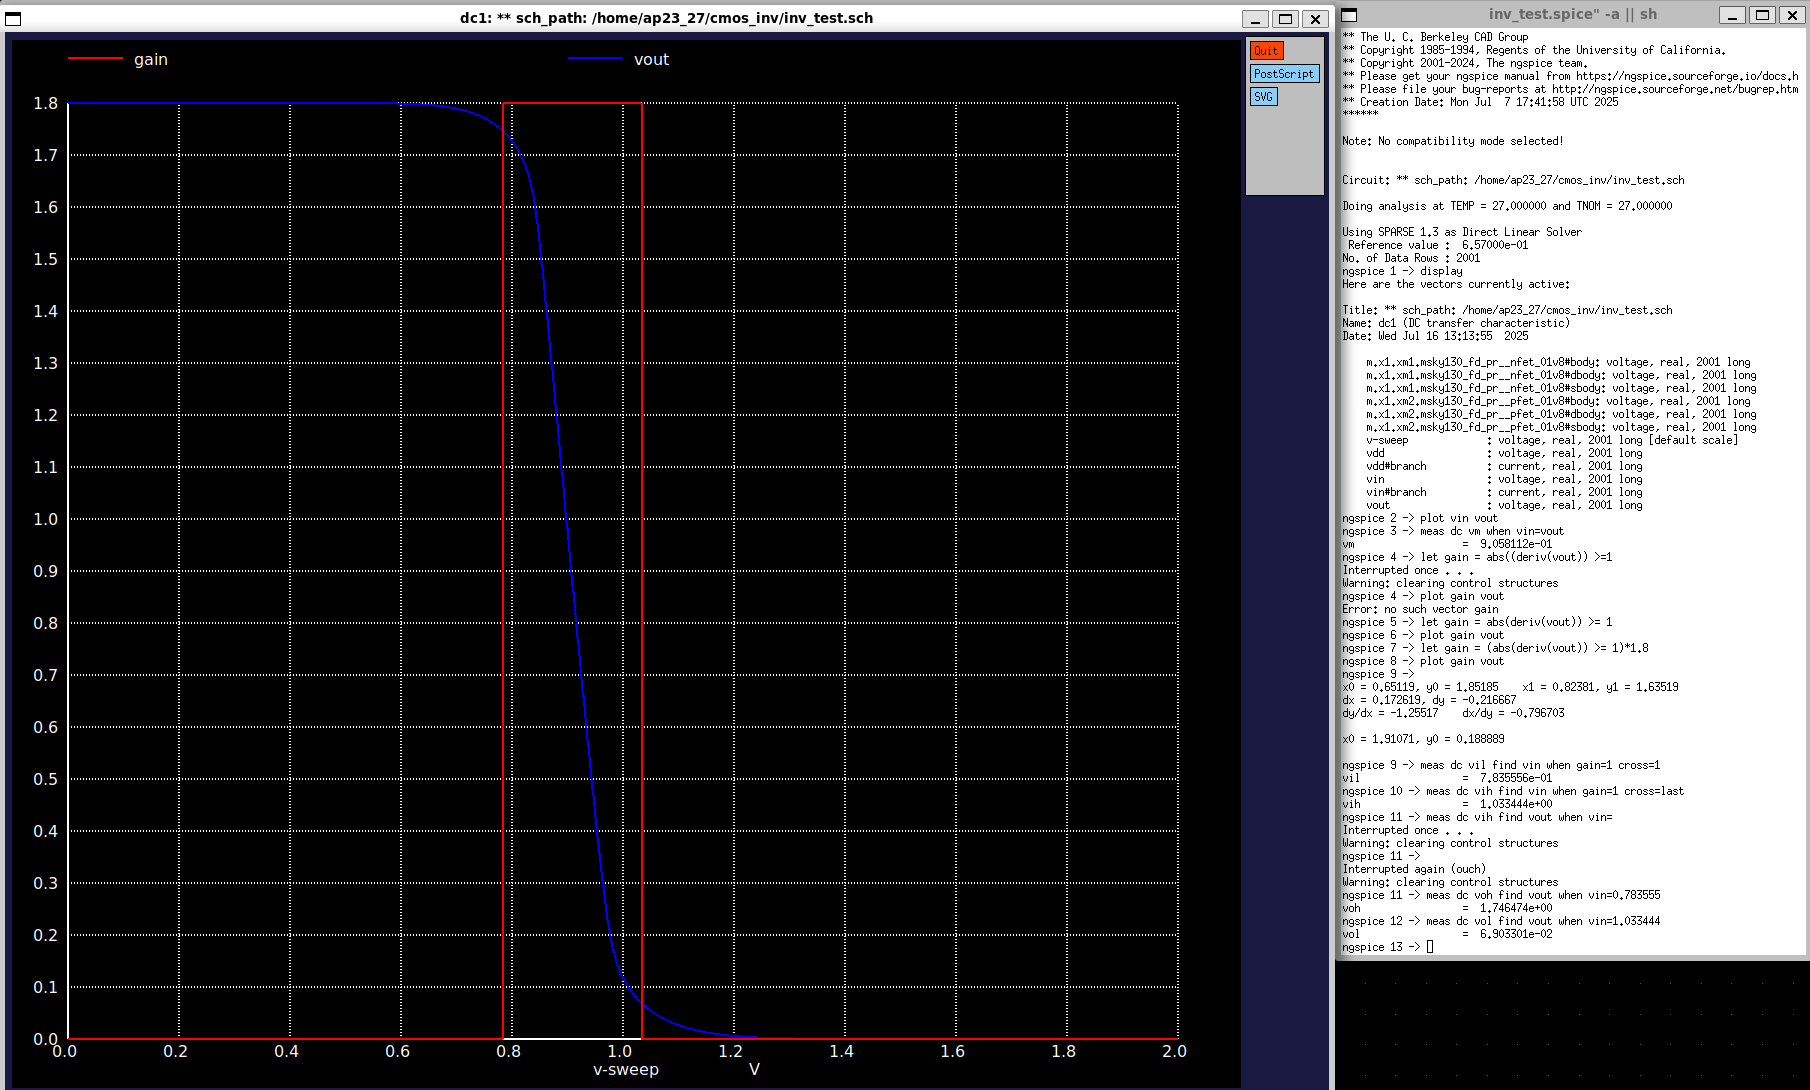 dc1: ** sch_path: /home/ap23_27/cmos_inv/inv_test.sch
gain
vout
Quit
PostScript
SVG
1.8
1.7
1.6
1.5
1.4
1.3
1.2
1.1
1.0
0.9
0.8
0.7
0.6
0.5
0.4
0.3
0.2
0.1
0.0
0.0 0.2 0.4 0.6 0.8 1.0 1.2 1.4 1.6 1.8 2.0
v-sweep V
inv_test.spice" -a || sh
** The U. C. Berkeley CAD Group
** Copyright 1985-1994, Regents of the University of California.
** Copyright 2001-2024, The ngspice team.
** Please get your ngspice manual from https://ngspice.sourceforge.io/docs.h
** Please file your bug-reports at http://ngspice.sourceforge.net/bugrep.htm
** Creation Date: Mon Jul  7 17:41:58 UTC 2025
******
Note: No compatibility mode selected!
Circuit: ** sch_path: /home/ap23_27/cmos_inv/inv_test.sch
Doing analysis at TEMP = 27.000000 and TNOM = 27.000000
Using SPARSE 1.3 as Direct Linear Solver
Reference value :  6.57000e-01
No. of Data Rows : 2001
ngspice 1 -> display
Here are the vectors currently active:
Title: ** sch_path: /home/ap23_27/cmos_inv/inv_test.sch
Name: dc1 (DC transfer characteristic)
Date: Wed Jul 16 13:13:55  2025
m.x1.xm1.msky130_fd_pr__nfet_01v8#body: voltage, real, 2001 long
m.x1.xm1.msky130_fd_pr__nfet_01v8#dbody: voltage, real, 2001 long
m.x1.xm1.msky130_fd_pr__nfet_01v8#sbody: voltage, real, 2001 long
m.x1.xm2.msky130_fd_pr__pfet_01v8#body: voltage, real, 2001 long
m.x1.xm2.msky130_fd_pr__pfet_01v8#dbody: voltage, real, 2001 long
m.x1.xm2.msky130_fd_pr__pfet_01v8#sbody: voltage, real, 2001 long
v-sweep : voltage, real, 2001 long [default scale]
vdd : voltage, real, 2001 long
vdd#branch : current, real, 2001 long
vin : voltage, real, 2001 long
vin#branch : current, real, 2001 long
vout : voltage, real, 2001 long
ngspice 2 -> plot vin vout
ngspice 3 -> meas dc vm when vin=vout
vm = 9.058112e-01
ngspice 4 -> let gain = abs((deriv(vout)) >=1
Interrupted once . . .
Warning: clearing control structures
ngspice 4 -> plot gain vout
Error: no such vector gain
ngspice 5 -> let gain = abs(deriv(vout)) >= 1
ngspice 6 -> plot gain vout
ngspice 7 -> let gain = (abs(deriv(vout)) >= 1)*1.8
ngspice 8 -> plot gain vout
ngspice 9 ->
x0 = 0.65119, y0 = 1.85185    x1 = 0.82381, y1 = 1.63519
dx = 0.172619, dy = -0.216667
dy/dx = -1.25517    dx/dy = -0.796703
x0 = 1.91071, y0 = 0.188889
ngspice 9 -> meas dc vil find vin when gain=1 cross=1
vil = 7.835556e-01
ngspice 10 -> meas dc vih find vin when gain=1 cross=last
vih = 1.033444e+00
ngspice 11 -> meas dc vih find vout when vin=
Interrupted once . . .
Warning: clearing control structures
ngspice 11 ->
Interrupted again (ouch)
Warning: clearing control structures
ngspice 11 -> meas dc voh find vout when vin=0.783555
voh = 1.746474e+00
ngspice 12 -> meas dc vol find vout when vin=1.033444
vol = 6.903301e-02
ngspice 13 ->